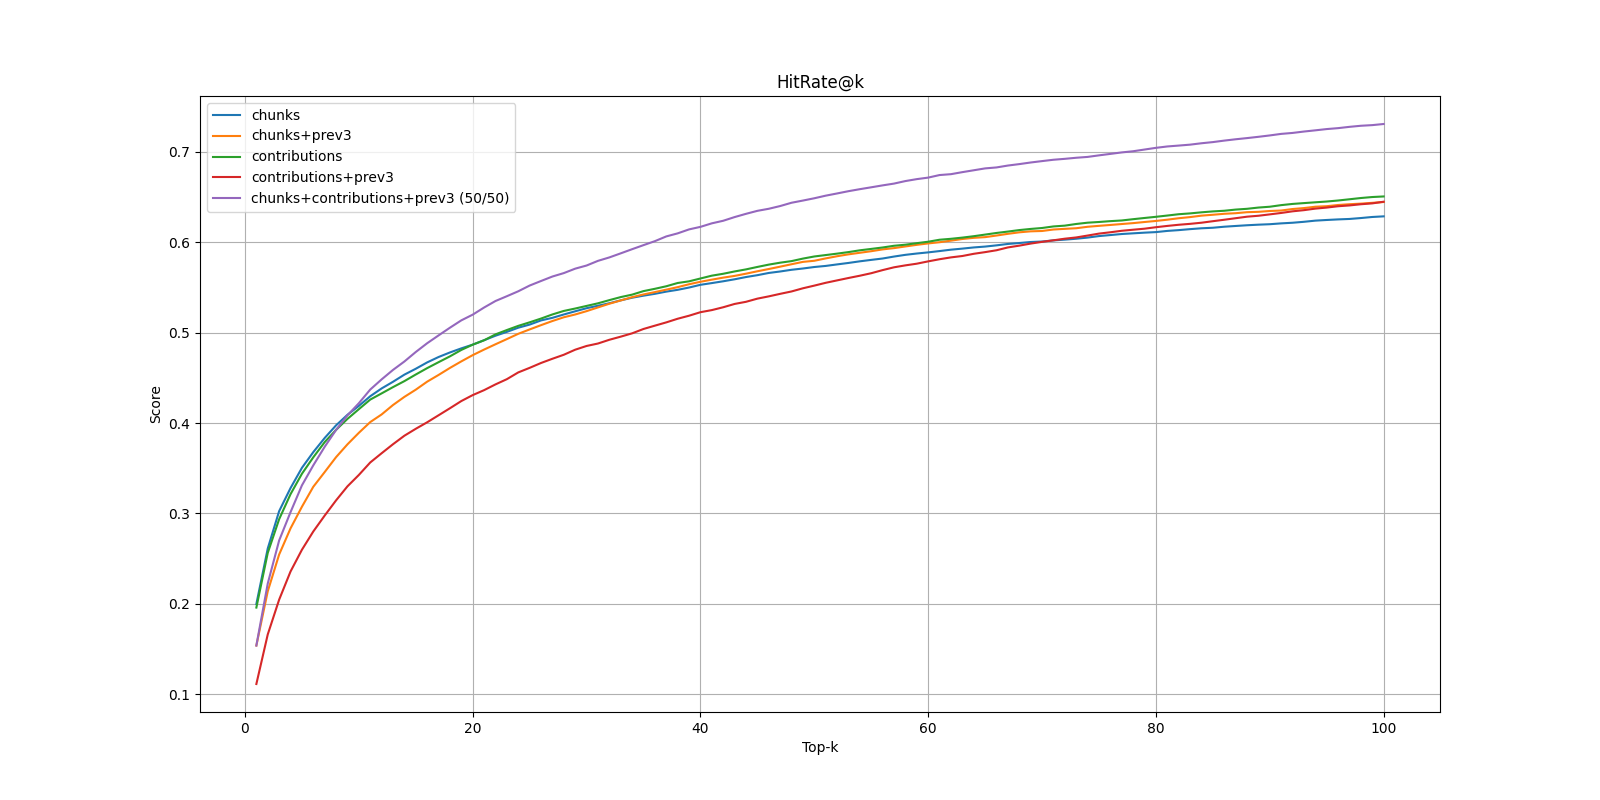 HitRate@k
chunks
chunks+prev3
contributions
contributions+prev3
chunks+contributions+prev3 (50/50)
0.7
0.6
0.5
0.4
0.3
0.2
0.1
Score
0 20 40 60 80 100
Top-k